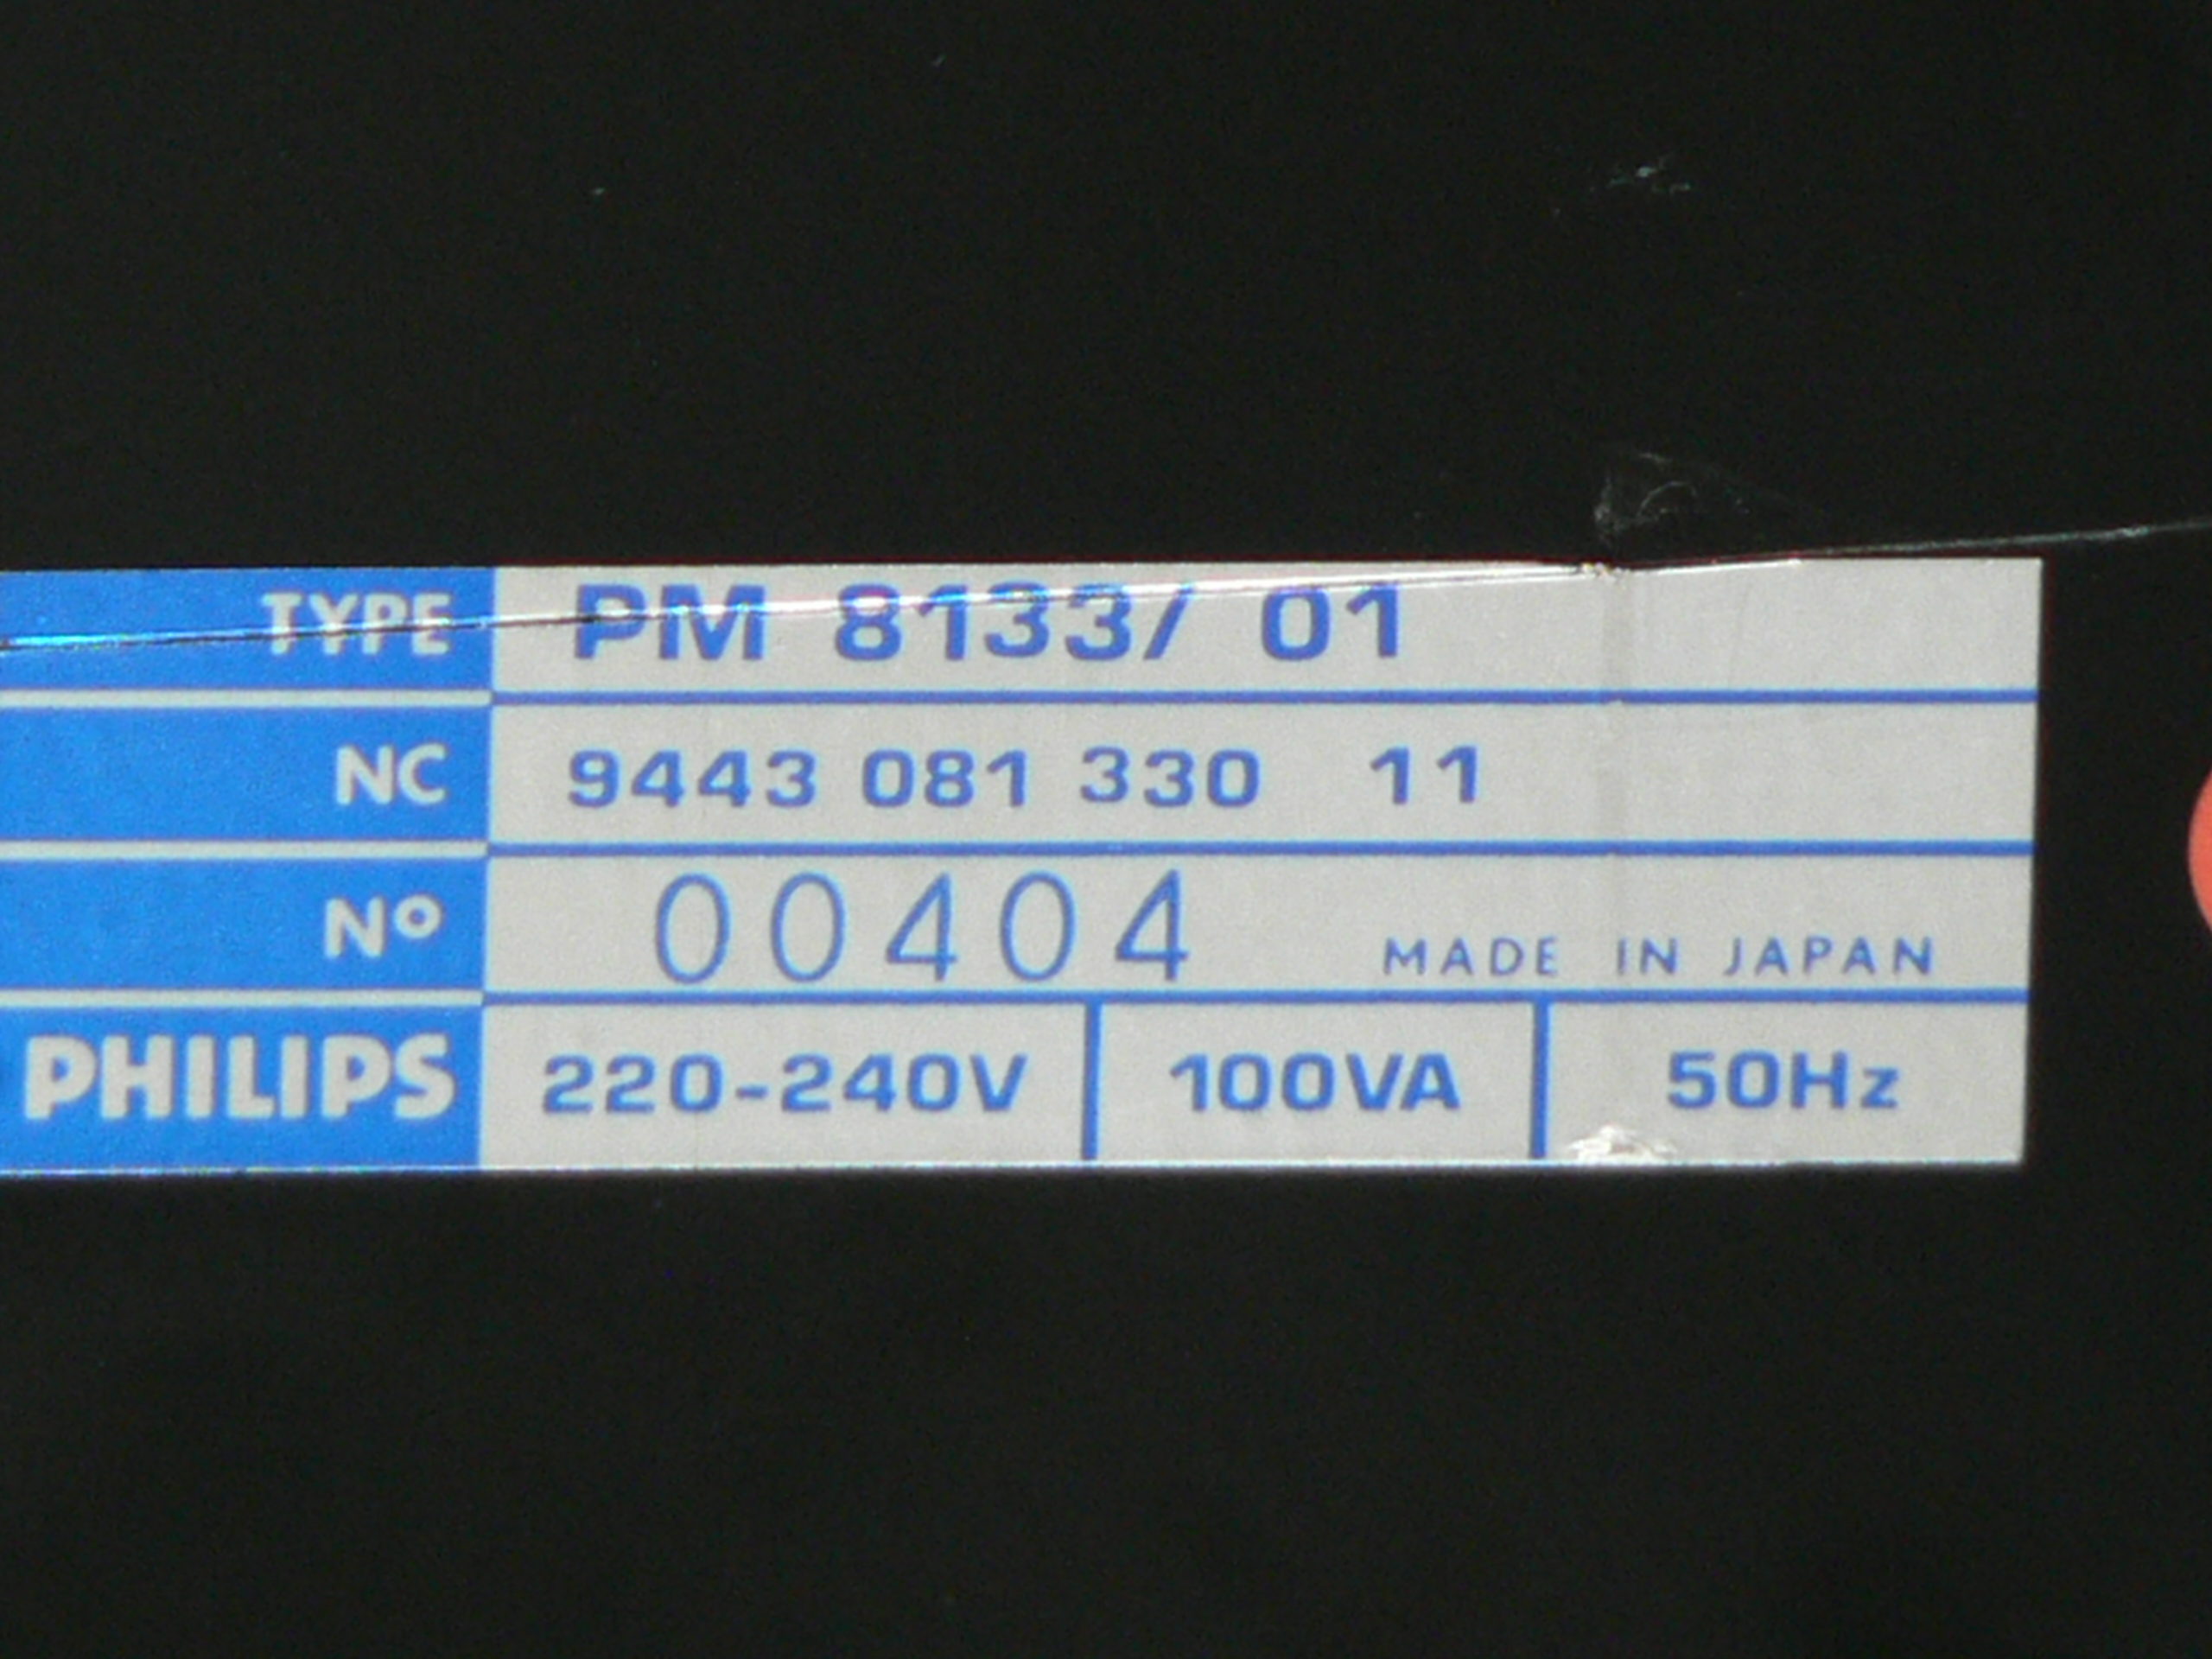 TYPE PM 8133/ 01
NC 9443 081 330 11
Nº 00404 MADE IN JAPAN
PHILIPS 220-240V 100VA 50Hz